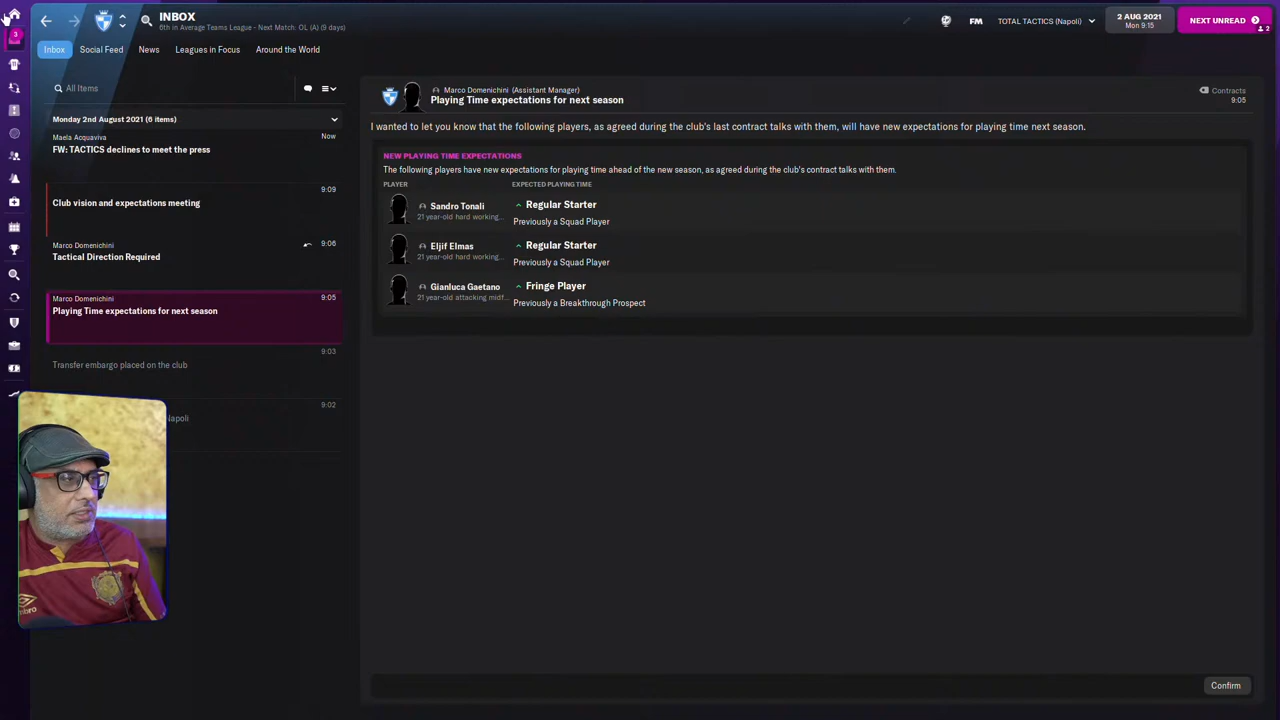 INBOX
6th in Average Teams League - Next Match: OL (A) (9 days)
FM
TOTAL TACTICS (Napoli)
2 AUG 2021
Mon 9:15
NEXT UNREAD
2
3
Inbox
Social Feed
News
Leagues in Focus
Around the World
All Items
Monday 2nd August 2021 (6 items)
Maela Acquaviva
Now
FW: TACTICS declines to meet the press
9:09
Club vision and expectations meeting
Marco Domenichini
9:06
Tactical Direction Required
Marco Domenichini
9:05
Playing Time expectations for next season
9:03
Transfer embargo placed on the club
9:02
Napoli
Marco Domenichini (Assistant Manager)
Playing Time expectations for next season
Contracts
9:05
I wanted to let you know that the following players, as agreed during the club's last contract talks with them, will have new expectations for playing time next season.
NEW PLAYING TIME EXPECTATIONS
The following players have new expectations for playing time ahead of the new season, as agreed during the club's contract talks with them.
PLAYER
EXPECTED PLAYING TIME
Sandro Tonali
21 year-old hard working...
Regular Starter
Previously a Squad Player
Eljif Elmas
21 year-old hard working...
Regular Starter
Previously a Squad Player
Gianluca Gaetano
21 year-old attacking midf...
Fringe Player
Previously a Breakthrough Prospect
Confirm